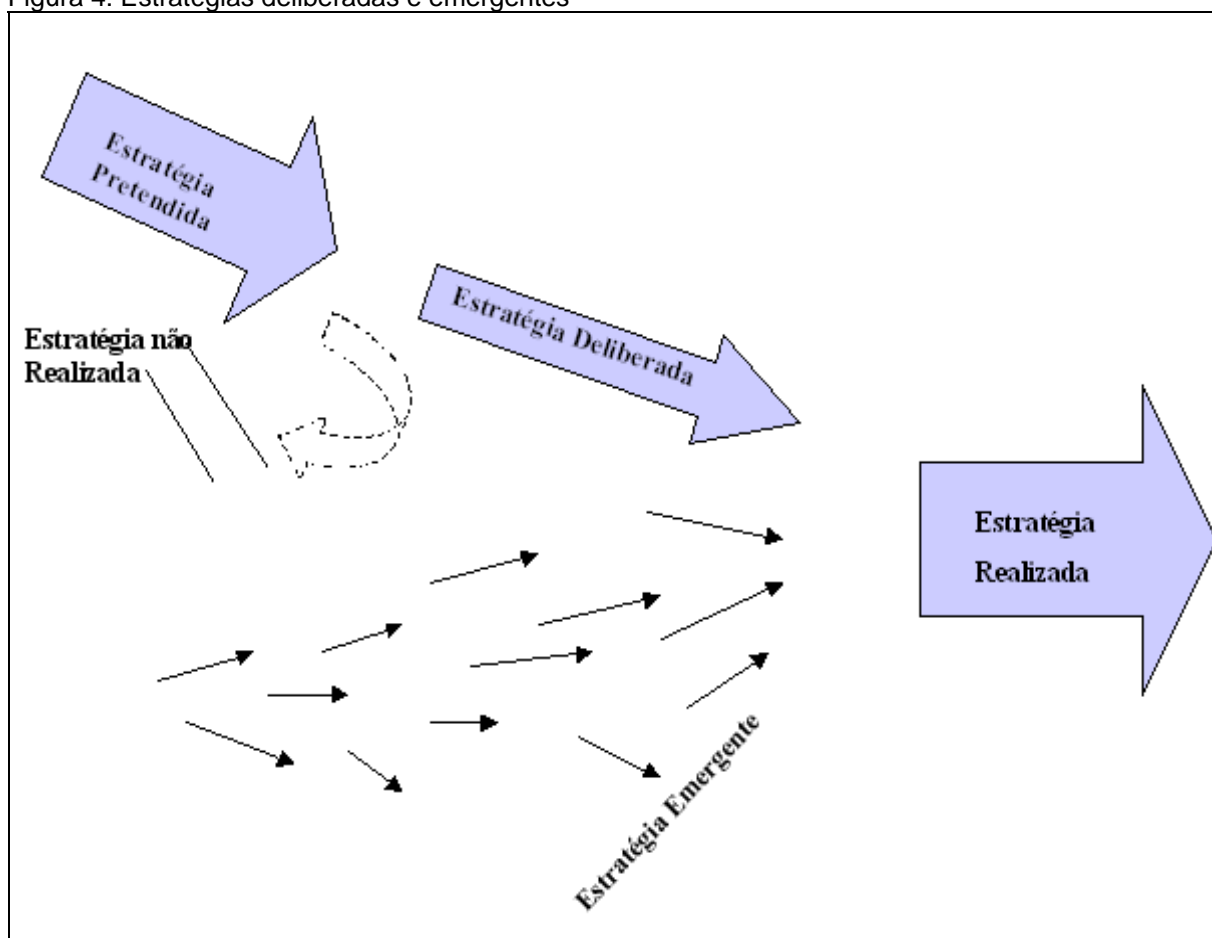 Figura 4: Estratégias deliberadas e emergentes
Estratégia
Pretendida
Estratégia não
Realizada
Estratégia Deliberada
Estratégia
Realizada
Estratégia Emergente